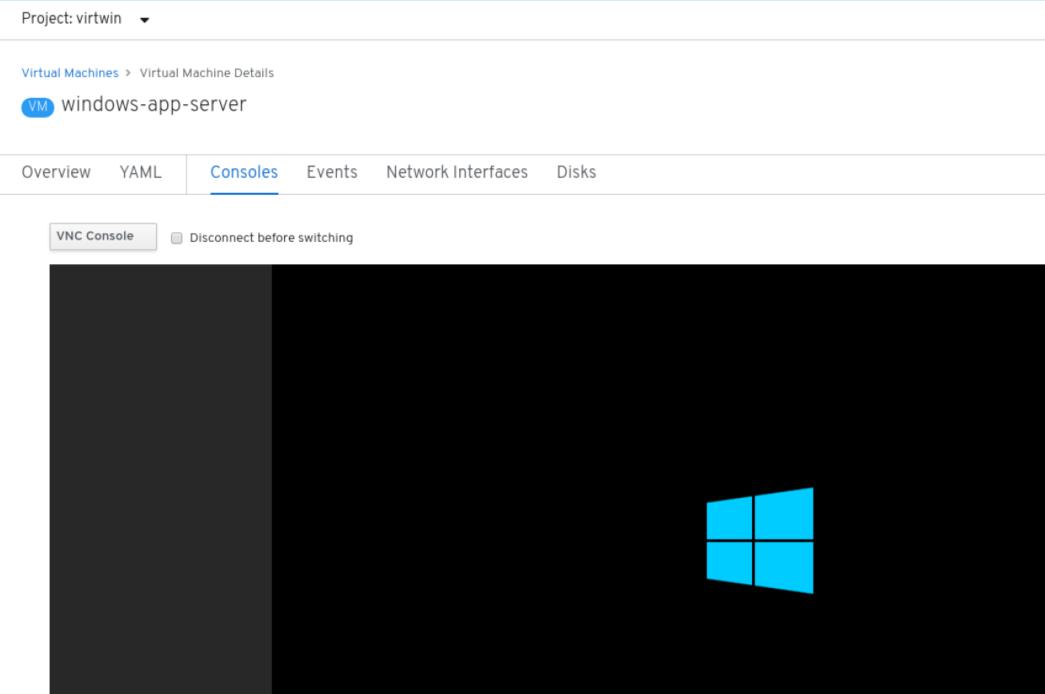 Project: virtwin
Virtual Machines > Virtual Machine Details
VM windows-app-server
Overview YAML Consoles Events Network Interfaces Disks
VNC Console Disconnect before switching